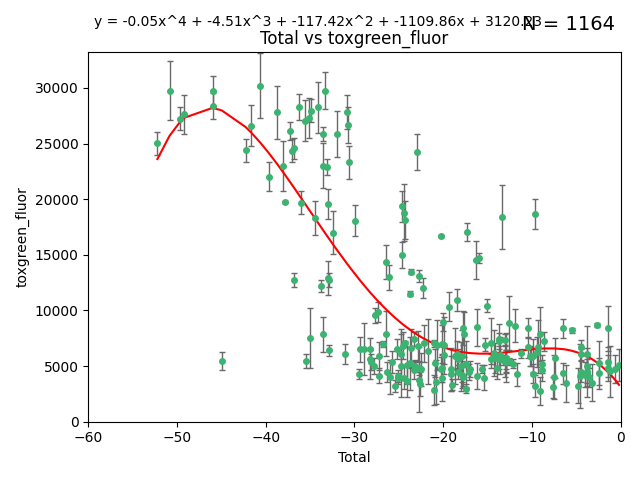 y = -0.05x^4 + -4.51x^3 + -117.42x^2 + -1109.86x + 3120.
N = 1164
Total vs toxgreen_fluor
30000
25000
20000
15000
10000
5000
0
toxgreen_fluor
−60 −50 −40 −30 −20 −10 0
Total